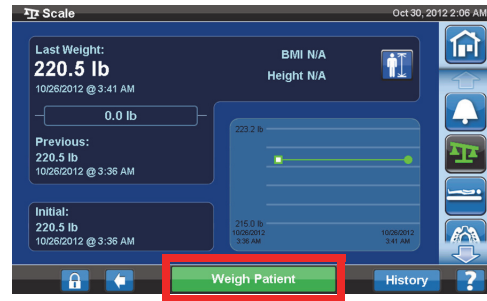 Scale
Oct 30, 2012 2:06 AM
Last Weight:
220.5 lb
10/26/2012 @ 3:41 AM
0.0 lb
Previous:
220.5 lb
10/26/2012 @ 3:36 AM
Initial:
220.5 lb
10/26/2012 @ 3:36 AM
BMI N/A
Height N/A
223.2 lb
215.0 lb
10/26/2012
3:36 AM
10/26/2012
3:41 AM
Weigh Patient
History
?